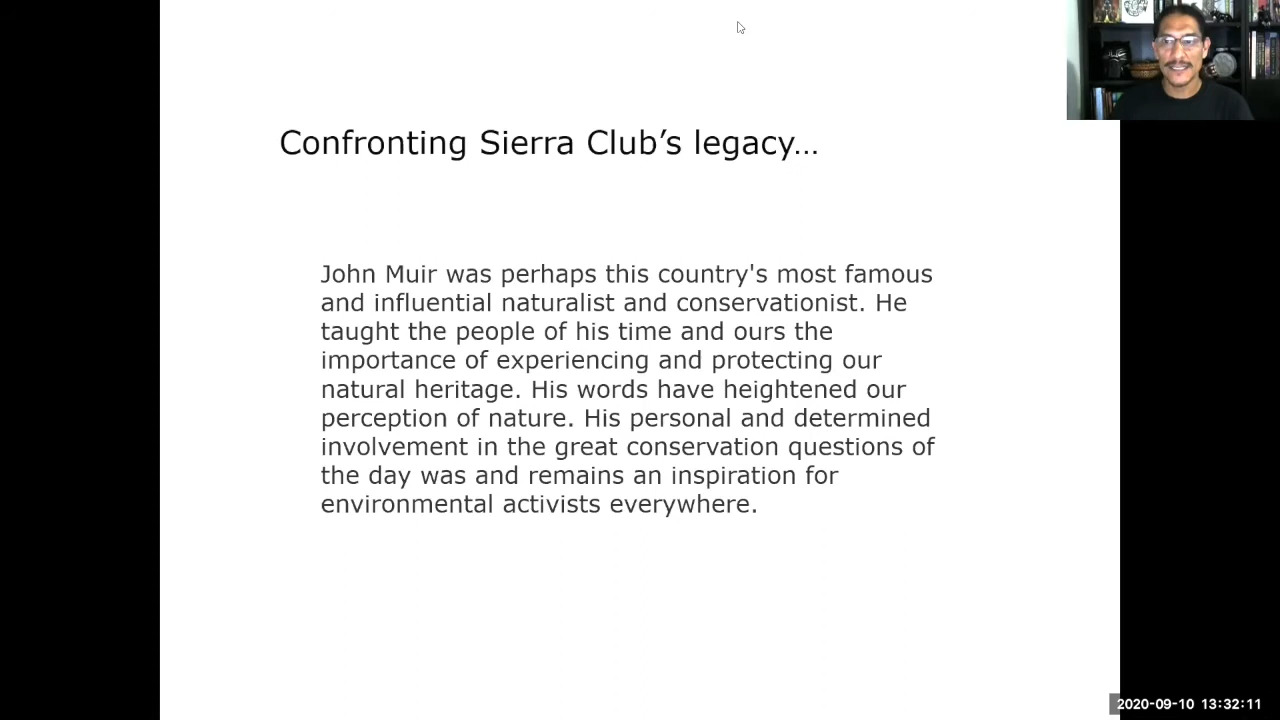 Confronting Sierra Club’s legacy…
John Muir was perhaps this country's most famous
and influential naturalist and conservationist. He
taught the people of his time and ours the
importance of experiencing and protecting our
natural heritage. His words have heightened our
perception of nature. His personal and determined
involvement in the great conservation questions of
the day was and remains an inspiration for
environmental activists everywhere.
2020-09-10 13:32:11